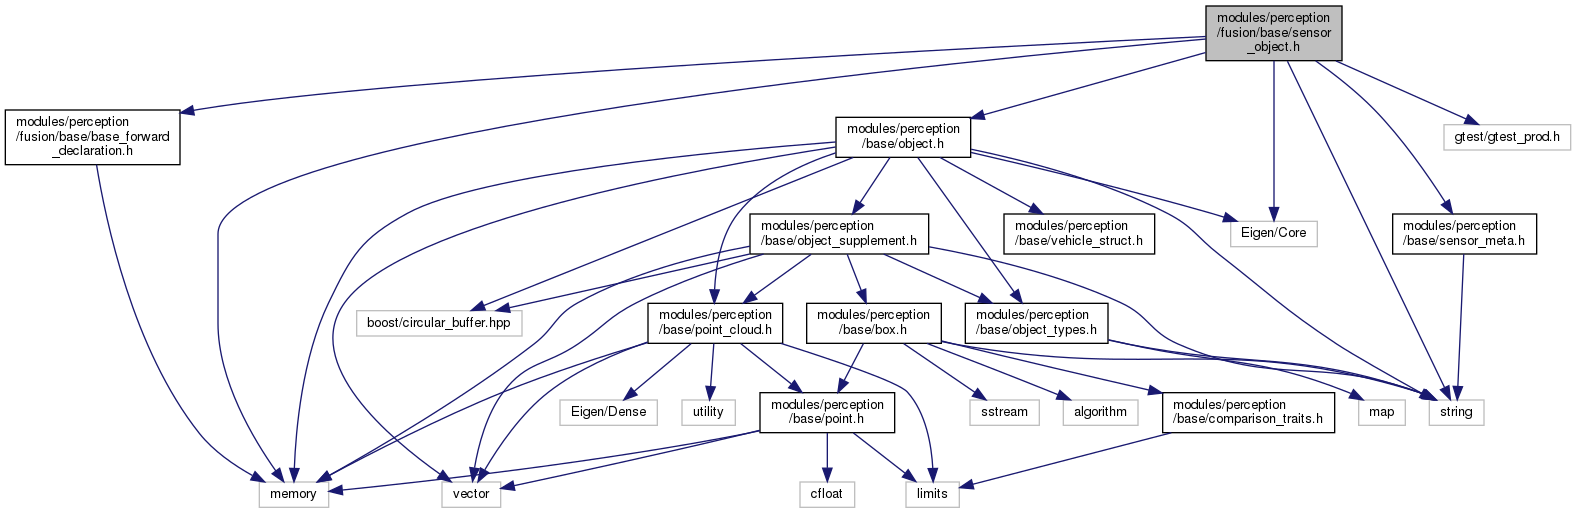 modules/perception
/fusion/base/sensor
_object.h
modules/perception
/fusion/base/base_forward
_declaration.h
modules/perception
/base/object.h
gtest/gtest_prod.h
modules/perception
/base/object_supplement.h
modules/perception
/base/vehicle_struct.h
Eigen/Core
modules/perception
/base/sensor_meta.h
boost/circular_buffer.hpp
modules/perception
/base/point_cloud.h
modules/perception
/base/box.h
modules/perception
/base/object_types.h
Eigen/Dense
utility
modules/perception
/base/point.h
sstream
algorithm
modules/perception
/base/comparison_traits.h
map
string
memory
vector
cfloat
limits